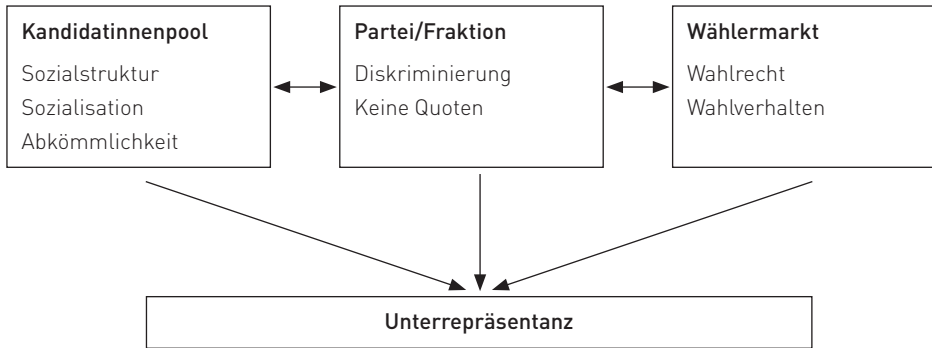 Kandidatinnenpool
Sozialstruktur
Sozialisation
Abkömmlichkeit
Partei/Fraktion
Diskriminierung
Keine Quoten
Wählermarkt
Wahlrecht
Wahlverhalten
Unterrepräsentanz